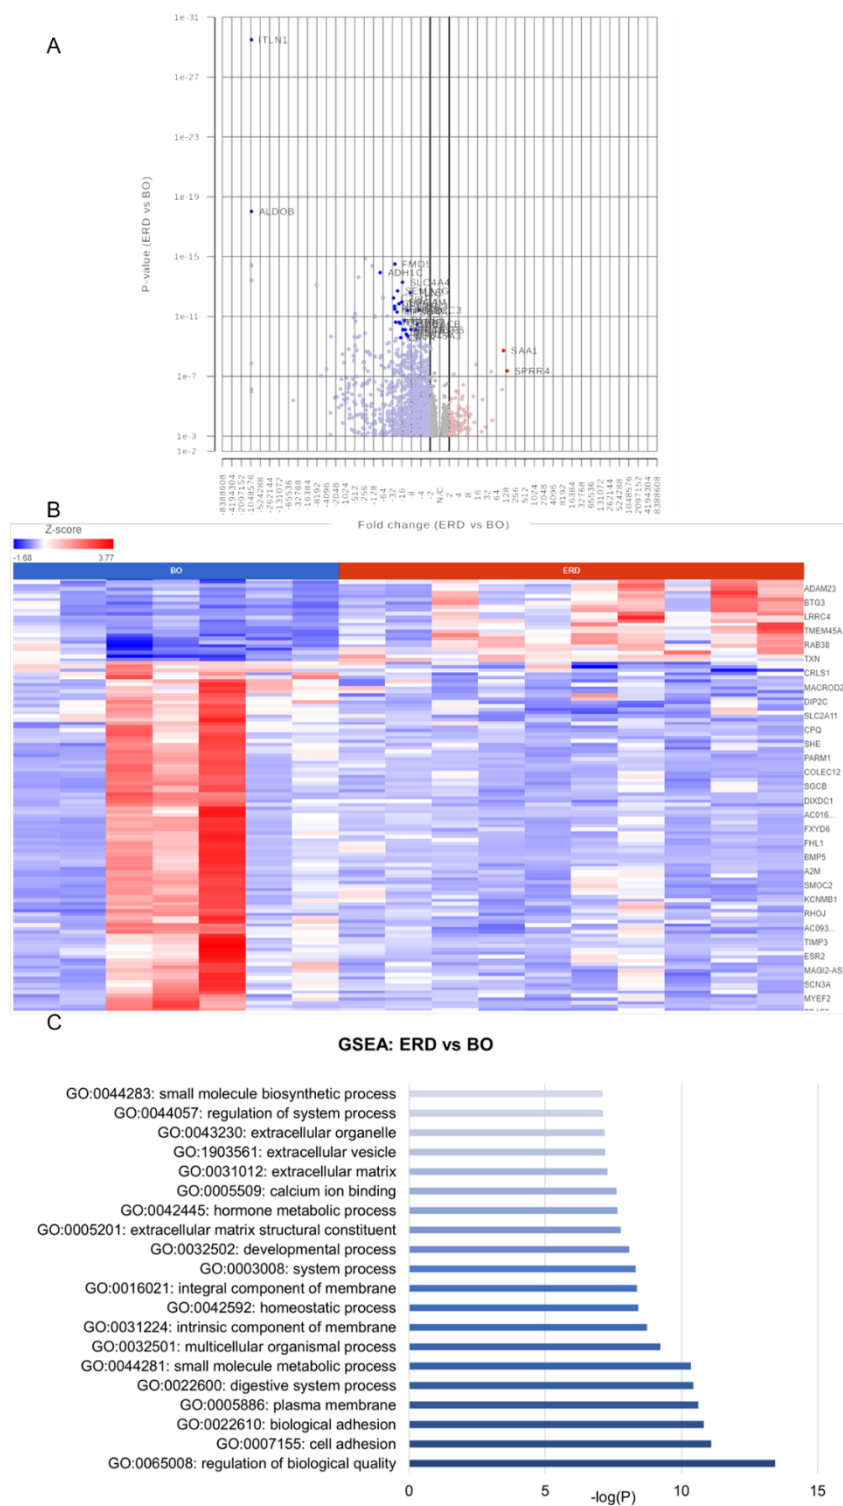 A
1e-31
ITLN1
1e-27
1e-23
1e-19
ALDOB
1e-15
FMO5
ADH1C
SLC4A4
1e-11
SAA1
1e-7
SPRR4
1e-3
1e-2
P-value (ERD vs BO)
-8388608 -4194304 -2097152 -1048576 -524288 -262144 -131072 -65536 -32768 -16384 -8192 -4096 -2048 -1024 -512 -256 -128 -64 -32 -16 -8 -4 -2 N/C 2 4 8 16 32 64 128 256 512 1024 2048 4096 8192 16384 32768 65536 131072 262144 524288 1048576 2097152 4194304 8388608
Fold change (ERD vs BO)
B
Z-score
-1.68 3.77
BO ERD
ADAM23
BTG3
LRRC4
TMEM45A
RAB38
TXN
CRLS1
MACROD2
DIP2C
SLC2A11
CPQ
SHE
PARM1
COLEC12
SGCB
DIXDC1
AC016...
FXYD6
FHL1
BMP5
A2M
SMOC2
KCNMB1
RHOJ
AC093...
TIMP3
ESR2
MAGI2-AS
SCN3A
MYEF2
C
GSEA: ERD vs BO
GO:0044283: small molecule biosynthetic process
GO:0044057: regulation of system process
GO:0043230: extracellular organelle
GO:1903561: extracellular vesicle
GO:0031012: extracellular matrix
GO:0005509: calcium ion binding
GO:0042445: hormone metabolic process
GO:0005201: extracellular matrix structural constituent
GO:0032502: developmental process
GO:0003008: system process
GO:0016021: integral component of membrane
GO:0042592: homeostatic process
GO:0031224: intrinsic component of membrane
GO:0032501: multicellular organismal process
GO:0044281: small molecule metabolic process
GO:0022600: digestive system process
GO:0005886: plasma membrane
GO:0022610: biological adhesion
GO:0007155: cell adhesion
GO:0065008: regulation of biological quality
0 5 10 15
-log(P)